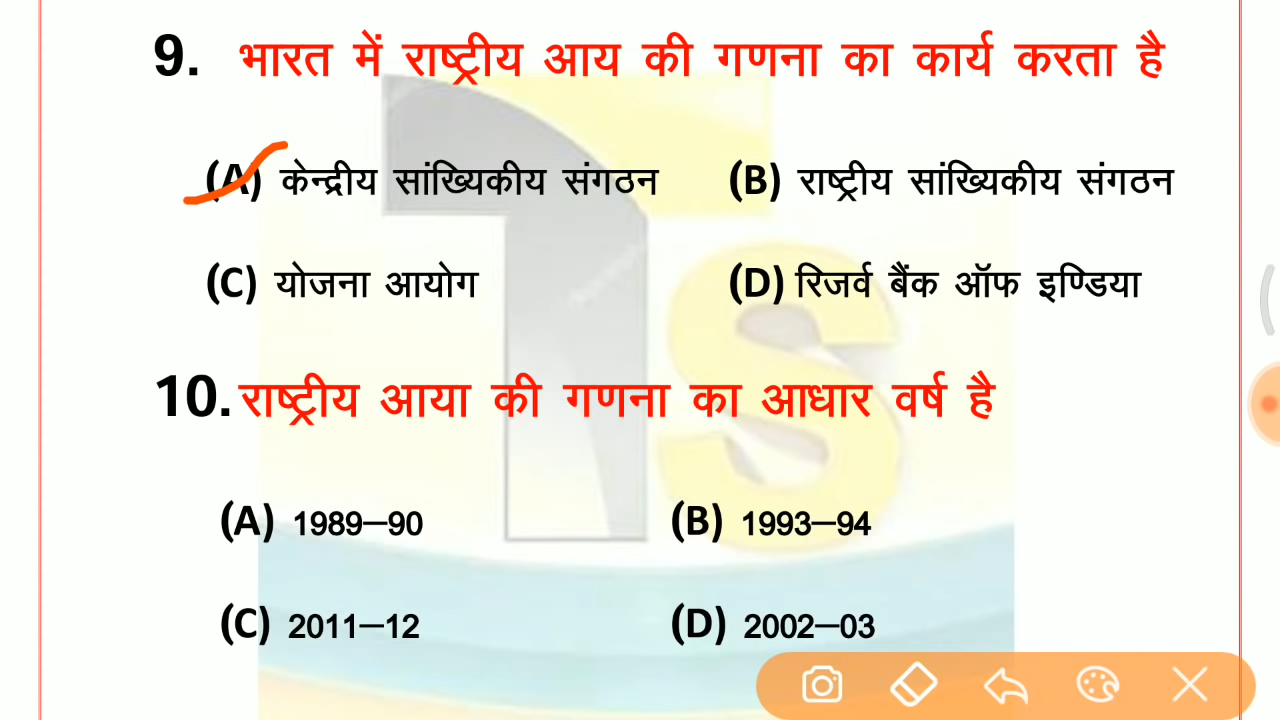 9. भारत में राष्ट्रीय आय की गणना का कार्य करता है
(A) केन्द्रीय सांख्यिकीय संगठन (B) राष्ट्रीय सांख्यिकीय संगठन
(C) योजना आयोग (D) रिजर्व बैंक ऑफ इण्डिया
10. राष्ट्रीय आया की गणना का आधार वर्ष है
(A) 1989–90 (B) 1993–94
(C) 2011–12 (D) 2002–03